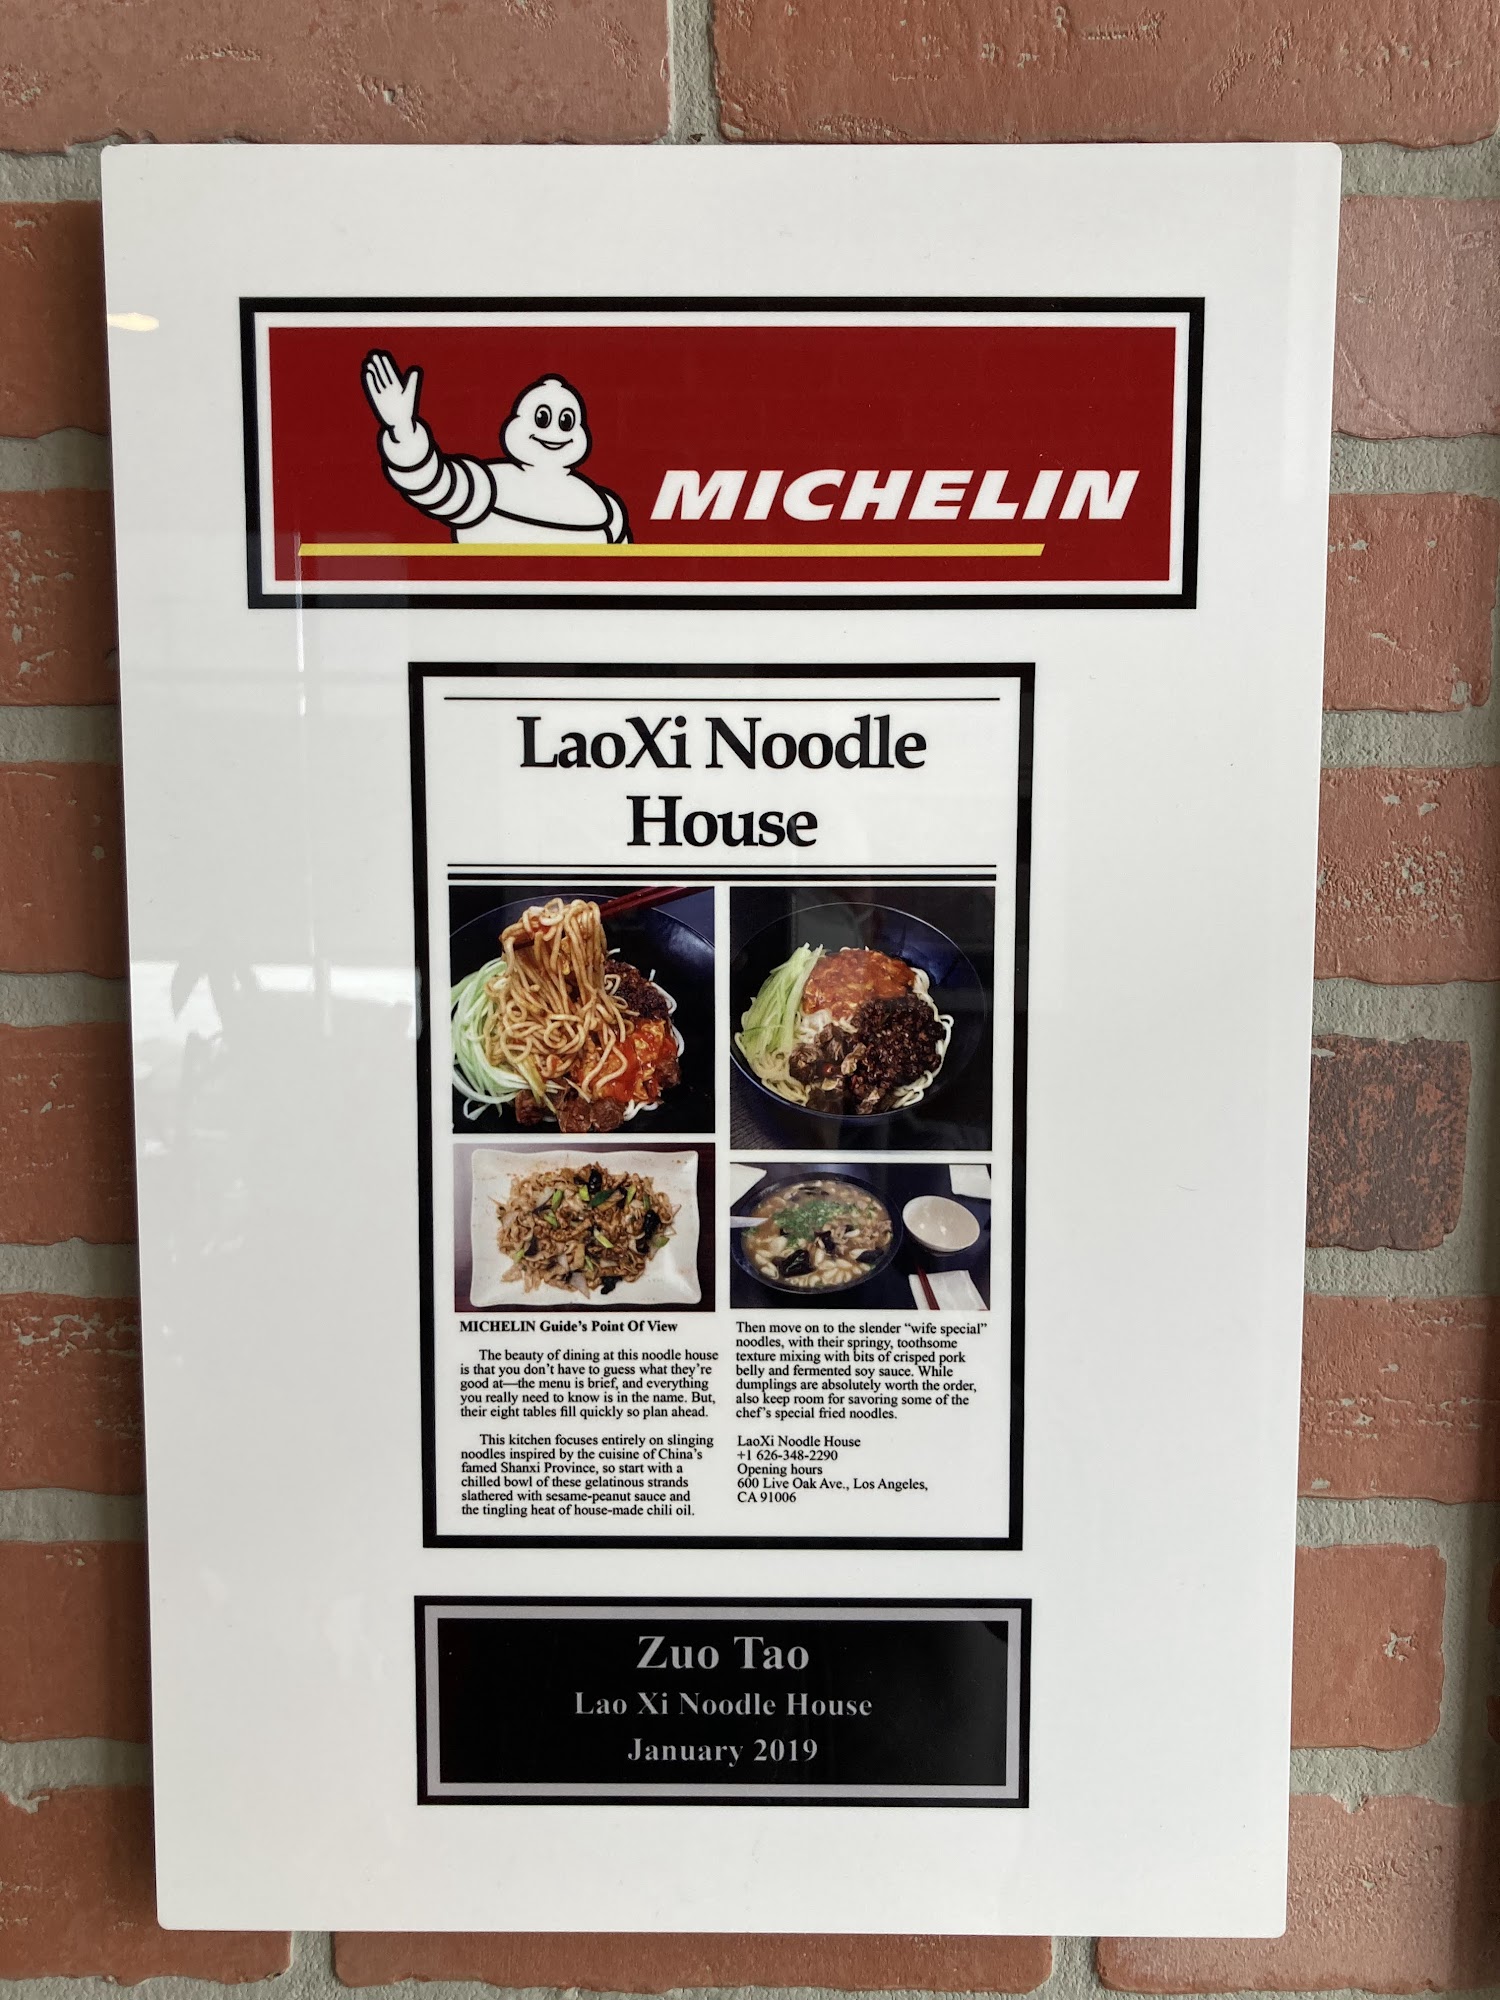 MICHELIN
LaoXi Noodle
House
MICHELIN Guide's Point Of View
The beauty of dining at this noodle house
is that you don't have to guess what they're
good at—the menu is brief, and everything
you really need to know is in the name. But,
their eight tables fill quickly so plan ahead.
This kitchen focuses entirely on slinging
noodles inspired by the cuisine of China's
famed Shanxi Province, so start with a
chilled bowl of these gelatinous strands
slathered with sesame-peanut sauce and
the tingling heat of house-made chili oil.
Then move on to the slender “wife special”
noodles, with their springy, toothsome
texture mixing with bits of crisped pork
belly and fermented soy sauce. While
dumplings are absolutely worth the order,
also keep room for savoring some of the
chef's special fried noodles.
LaoXi Noodle House
+1 626-348-2290
Opening hours
600 Live Oak Ave., Los Angeles,
CA 91006
Zuo Tao
Lao Xi Noodle House
January 2019